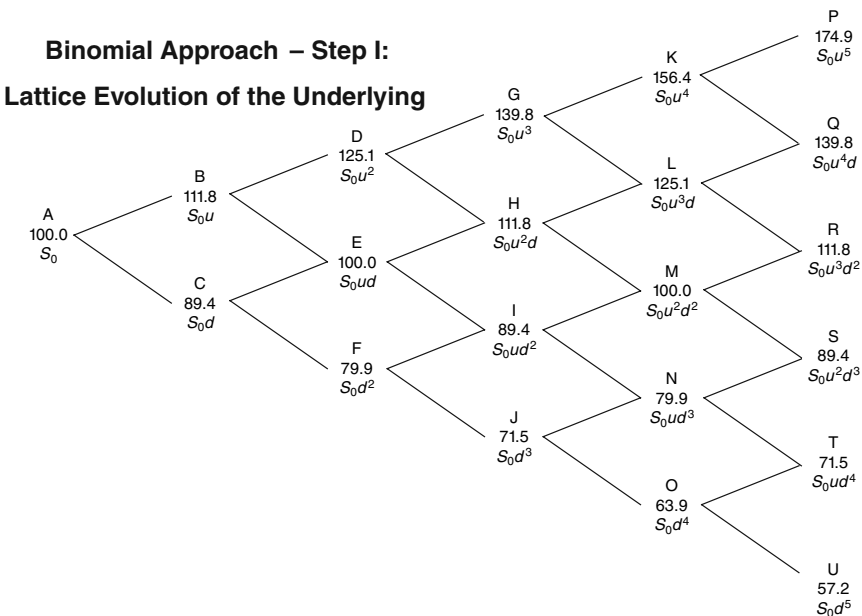 Binomial Approach – Step I:
Lattice Evolution of the Underlying
A
100.0
S₀
B
111.8
S₀u
C
89.4
S₀d
D
125.1
S₀u²
E
100.0
S₀ud
F
79.9
S₀d²
G
139.8
S₀u³
H
111.8
S₀u²d
I
89.4
S₀ud²
J
71.5
S₀d³
K
156.4
S₀u⁴
L
125.1
S₀u³d
M
100.0
S₀u²d²
N
79.9
S₀ud³
O
63.9
S₀d⁴
P
174.9
S₀u⁵
Q
139.8
S₀u⁴d
R
111.8
S₀u³d²
S
89.4
S₀u²d³
T
71.5
S₀ud⁴
U
57.2
S₀d⁵